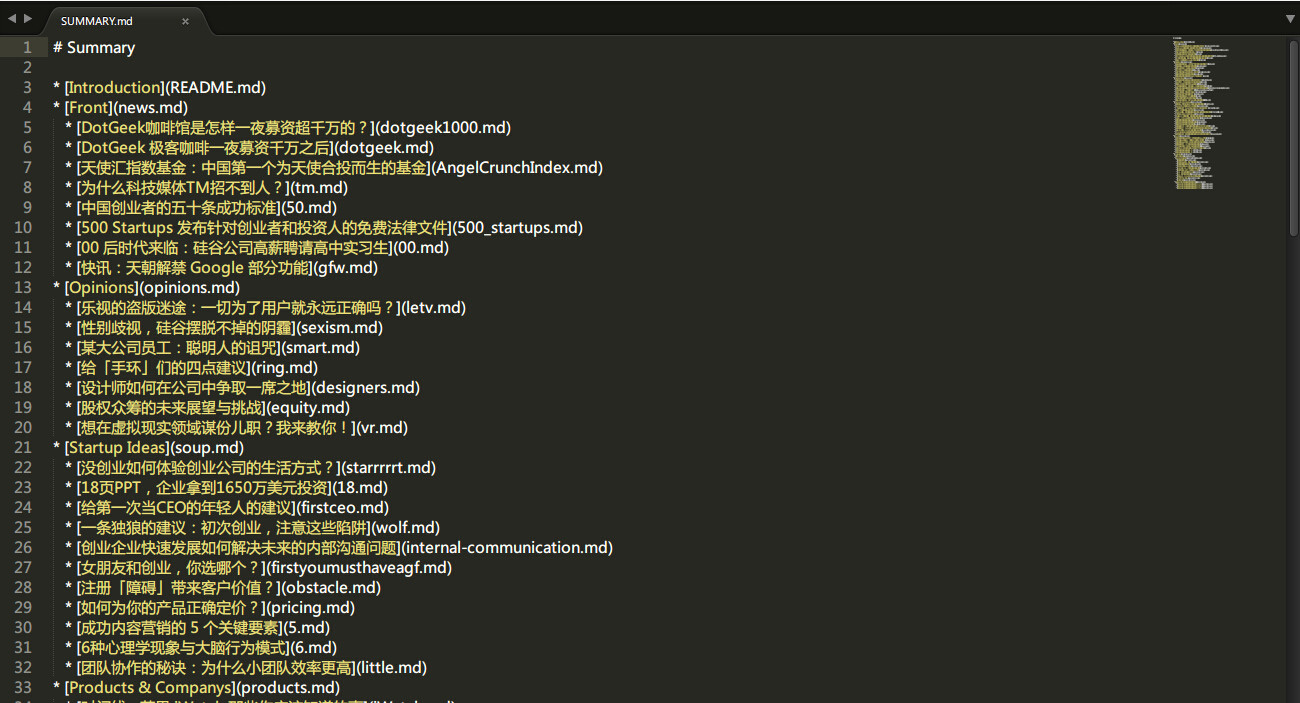 SUMMARY.md
1 # Summary
2
3 * [Introduction](README.md)
4 * [Front](news.md)
5 * [DotGeek咖啡馆是怎样一夜募资超千万的？](dotgeek1000.md)
6 * [DotGeek 极客咖啡一夜募资千万之后](dotgeek.md)
7 * [天使汇指数基金：中国第一个为天使合投而生的基金](AngelCrunchIndex.md)
8 * [为什么科技媒体TM招不到人？](tm.md)
9 * [中国创业者的五十条成功标准](50.md)
10 * [500 Startups 发布针对创业者和投资人的免费法律文件](500_startups.md)
11 * [00 后时代来临：硅谷公司高薪聘请高中实习生](00.md)
12 * [快讯：天朝解禁 Google 部分功能](gfw.md)
13 * [Opinions](opinions.md)
14 * [乐视的盗版迷途：一切为了用户就永远正确吗？](letv.md)
15 * [性别歧视，硅谷摆脱不掉的阴霾](sexism.md)
16 * [某大公司员工：聪明人的诅咒](smart.md)
17 * [给「手环」们的四点建议](ring.md)
18 * [设计师如何在公司中争取一席之地](designers.md)
19 * [股权众筹的未来展望与挑战](equity.md)
20 * [想在虚拟现实领域谋份儿职？我来教你！](vr.md)
21 * [Startup Ideas](soup.md)
22 * [没创业如何体验创业公司的生活方式？](starrrrrt.md)
23 * [18页PPT，企业拿到1650万美元投资](18.md)
24 * [给第一次当CEO的年轻人的建议](firstceo.md)
25 * [一条独狼的建议：初次创业，注意这些陷阱](wolf.md)
26 * [创业企业快速发展如何解决未来的内部沟通问题](internal-communication.md)
27 * [女朋友和创业，你选哪个？](firstyoumusthaveagf.md)
28 * [注册「障碍」带来客户价值？](obstacle.md)
29 * [如何为你的产品正确定价？](pricing.md)
30 * [成功内容营销的 5 个关键要素](5.md)
31 * [6种心理学现象与大脑行为模式](6.md)
32 * [团队协作的秘诀：为什么小团队效率更高](little.md)
33 * [Products & Companys](products.md)